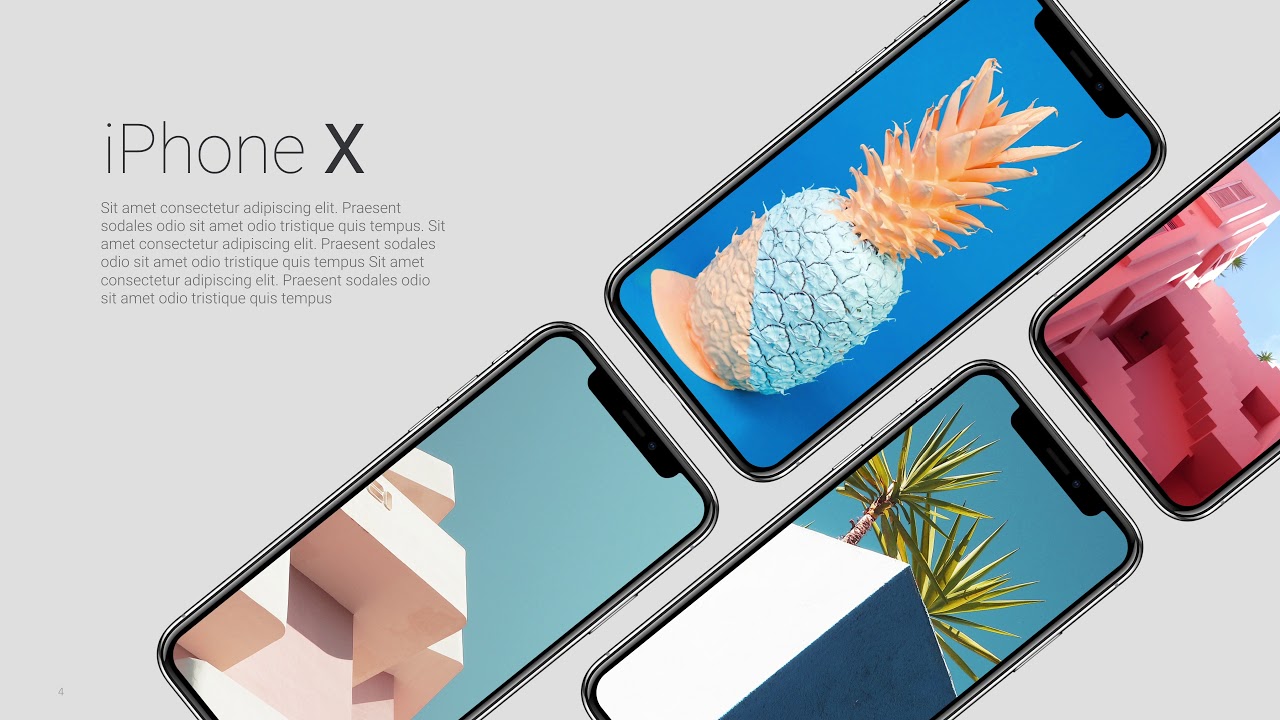 iPhone X
Sit amet consectetur adipiscing elit. Praesent
sodales odio sit amet odio tristique quis tempus. Sit
amet consectetur adipiscing elit. Praesent sodales
odio sit amet odio tristique quis tempus Sit amet
consectetur adipiscing elit. Praesent sodales odio
sit amet odio tristique quis tempus
4